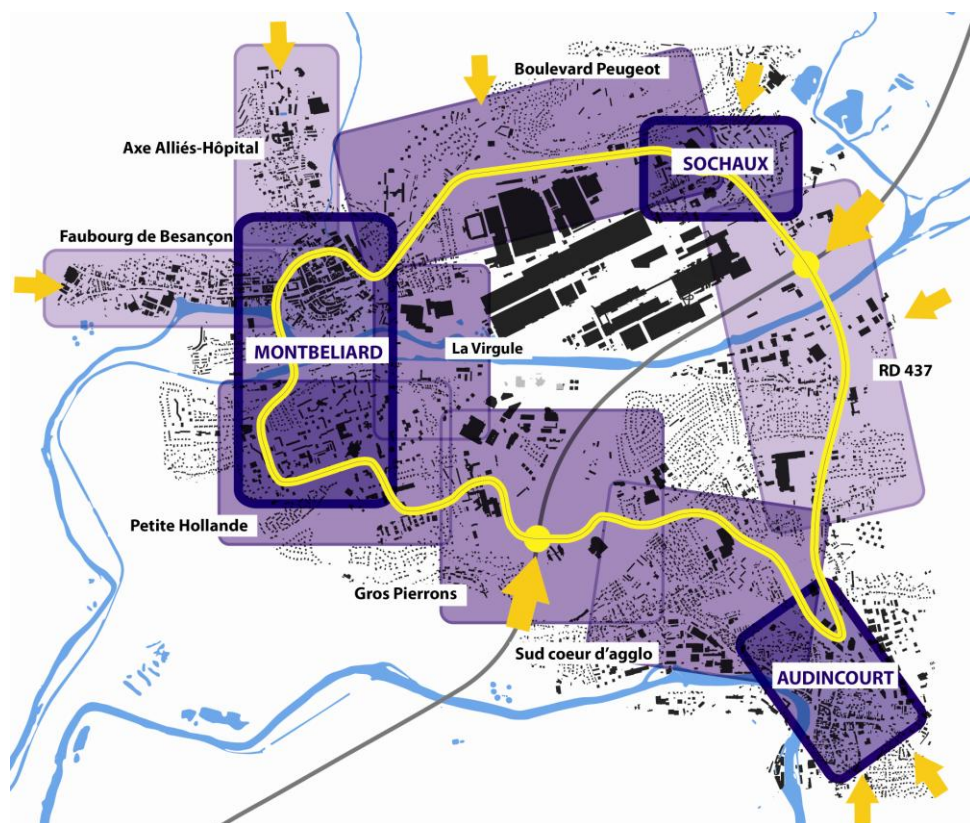 Boulevard Peugeot
Axe Alliés-Hôpital
SOCHAUX
Faubourg de Besançon
MONTBELIARD
La Virgule
RD 437
Petite Hollande
Gros Pierrons
Sud coeur d'agglo
AUDINCOURT